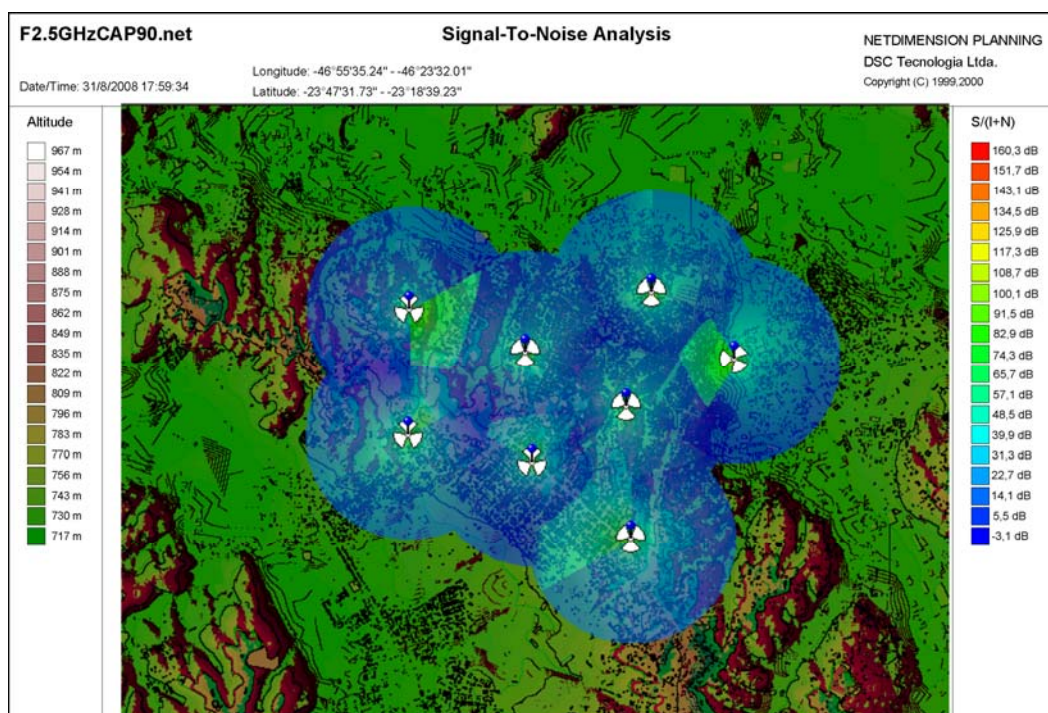 F2.5GHzCAP90.net
Signal-To-Noise Analysis
NETDIMENSION PLANNING
DSC Tecnologia Ltda.
Copyright (C) 1999,2000
Date/Time: 31/8/2008 17:59:34
Longitude: -46°55'35.24" - -46°23'32.01"
Latitude: -23°47'31.73" - -23°18'39.23"
Altitude
967 m
954 m
941 m
928 m
914 m
901 m
888 m
875 m
862 m
849 m
835 m
822 m
809 m
796 m
783 m
770 m
756 m
743 m
730 m
717 m
S/(I+N)
160,3 dB
151,7 dB
143,1 dB
134,5 dB
125,9 dB
117,3 dB
108,7 dB
100,1 dB
91,5 dB
82,9 dB
74,3 dB
65,7 dB
57,1 dB
48,5 dB
39,9 dB
31,3 dB
22,7 dB
14,1 dB
5,5 dB
-3,1 dB